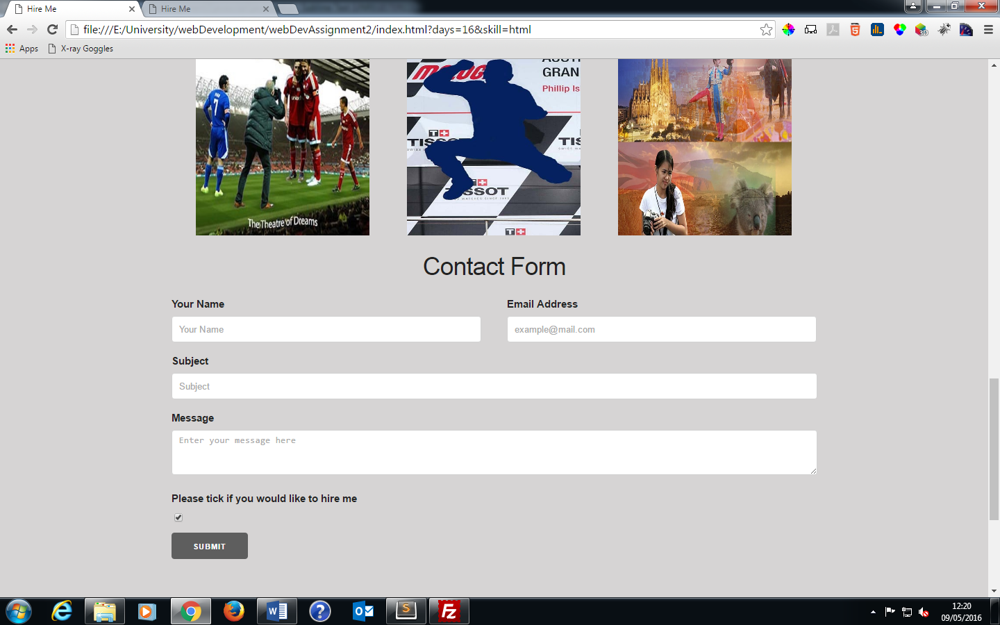 Hire Me
Hire Me
file:///E:/University/webDevelopment/webDevAssignment2/index.html?days=16&skill=html
Apps
X-ray Goggles
7
The Theatre of Dreams
GRAN
Phillip Is
TISSOT
Contact Form
Your Name
Email Address
Your Name
example@mail.com
Subject
Subject
Message
Enter your message here
Please tick if you would like to hire me
SUBMIT
12:20
09/05/2016